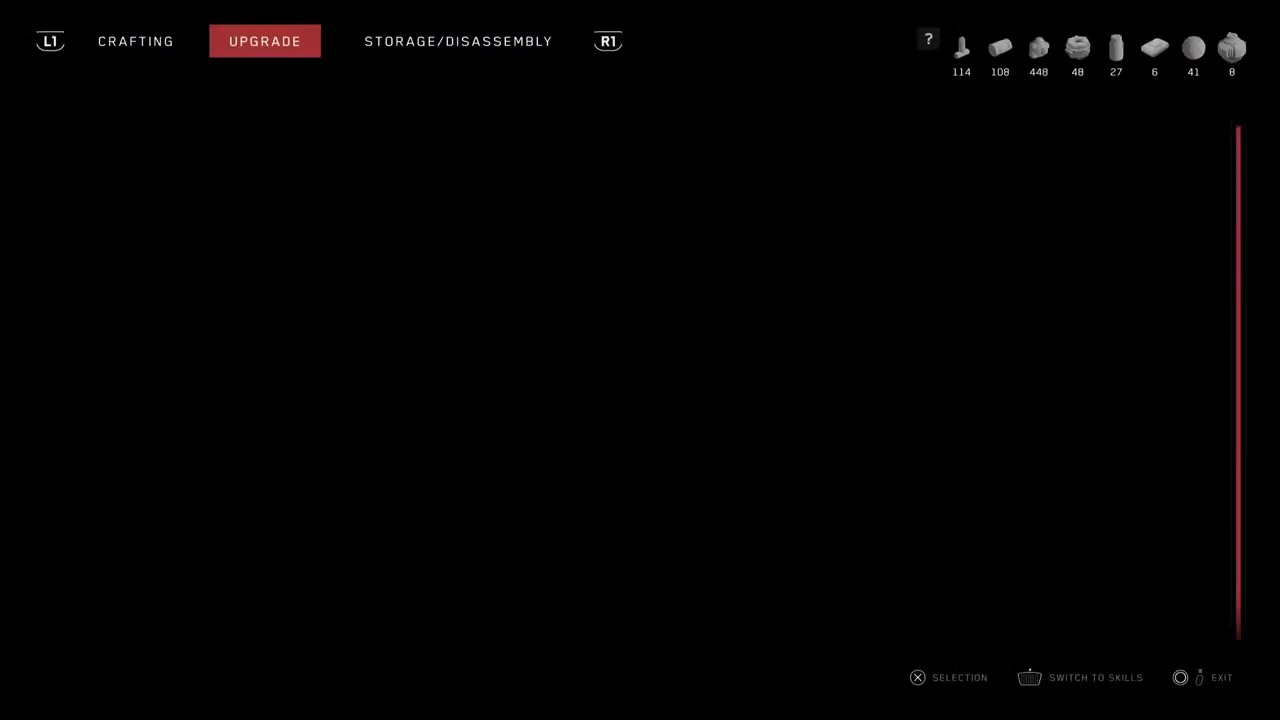 L1 CRAFTING UPGRADE STORAGE/DISASSEMBLY R1 ?
114 108 448 48 27 6 41 8
SELECTION SWITCH TO SKILLS EXIT